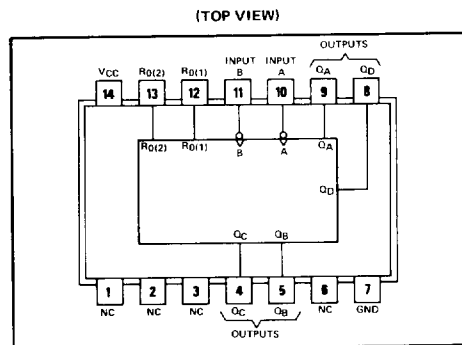 (TOP VIEW)
OUTPUTS
VCC R0(2) R0(1) INPUT B INPUT A QA QD
14 13 12 11 10 9 8
R0(2) R0(1) B A QA
QD
QC QB
1 2 3 4 5 6 7
NC NC NC QC QB NC GND
OUTPUTS